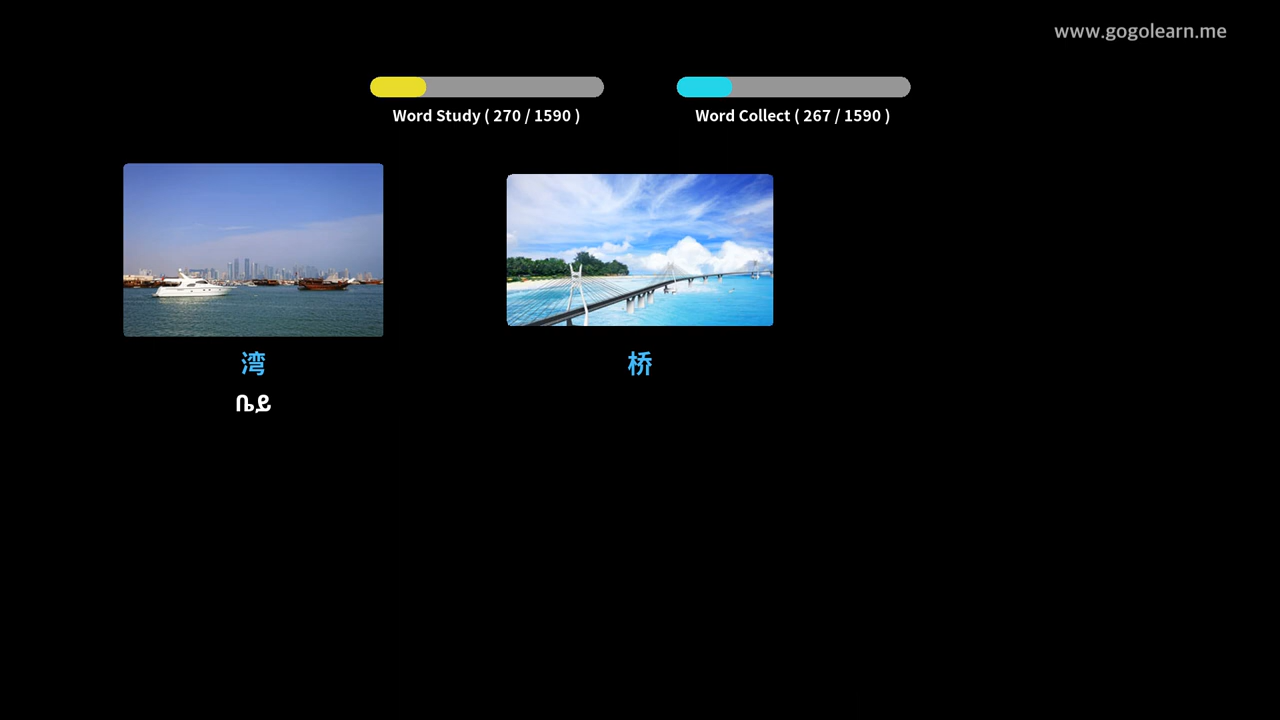 www.gogolearn.me
Word Study ( 270 / 1590 )
Word Collect ( 267 / 1590 )
湾
ቤይ
桥